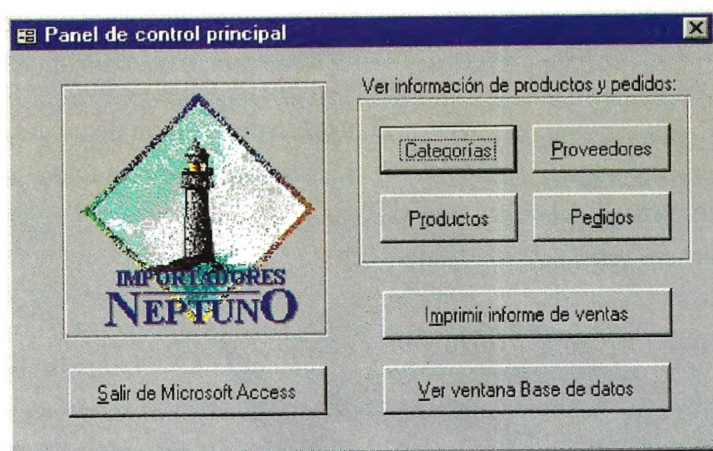 Panel de control principal
Ver información de productos y pedidos:
Categorías
Proveedores
Productos
Pedidos
IMPORTADORES
NEPTUNO
Imprimir informe de ventas
Salir de Microsoft Access
Ver ventana Base de datos